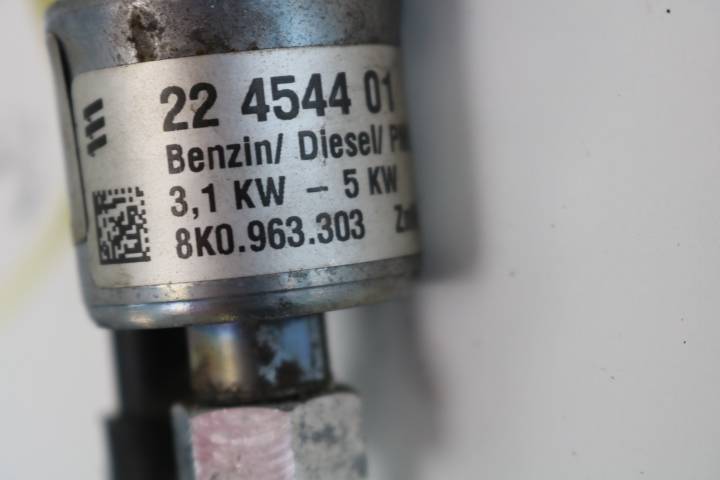 22 4544 01
Benzin/ Diesel/
3,1 KW – 5 KW
8K0.963.303